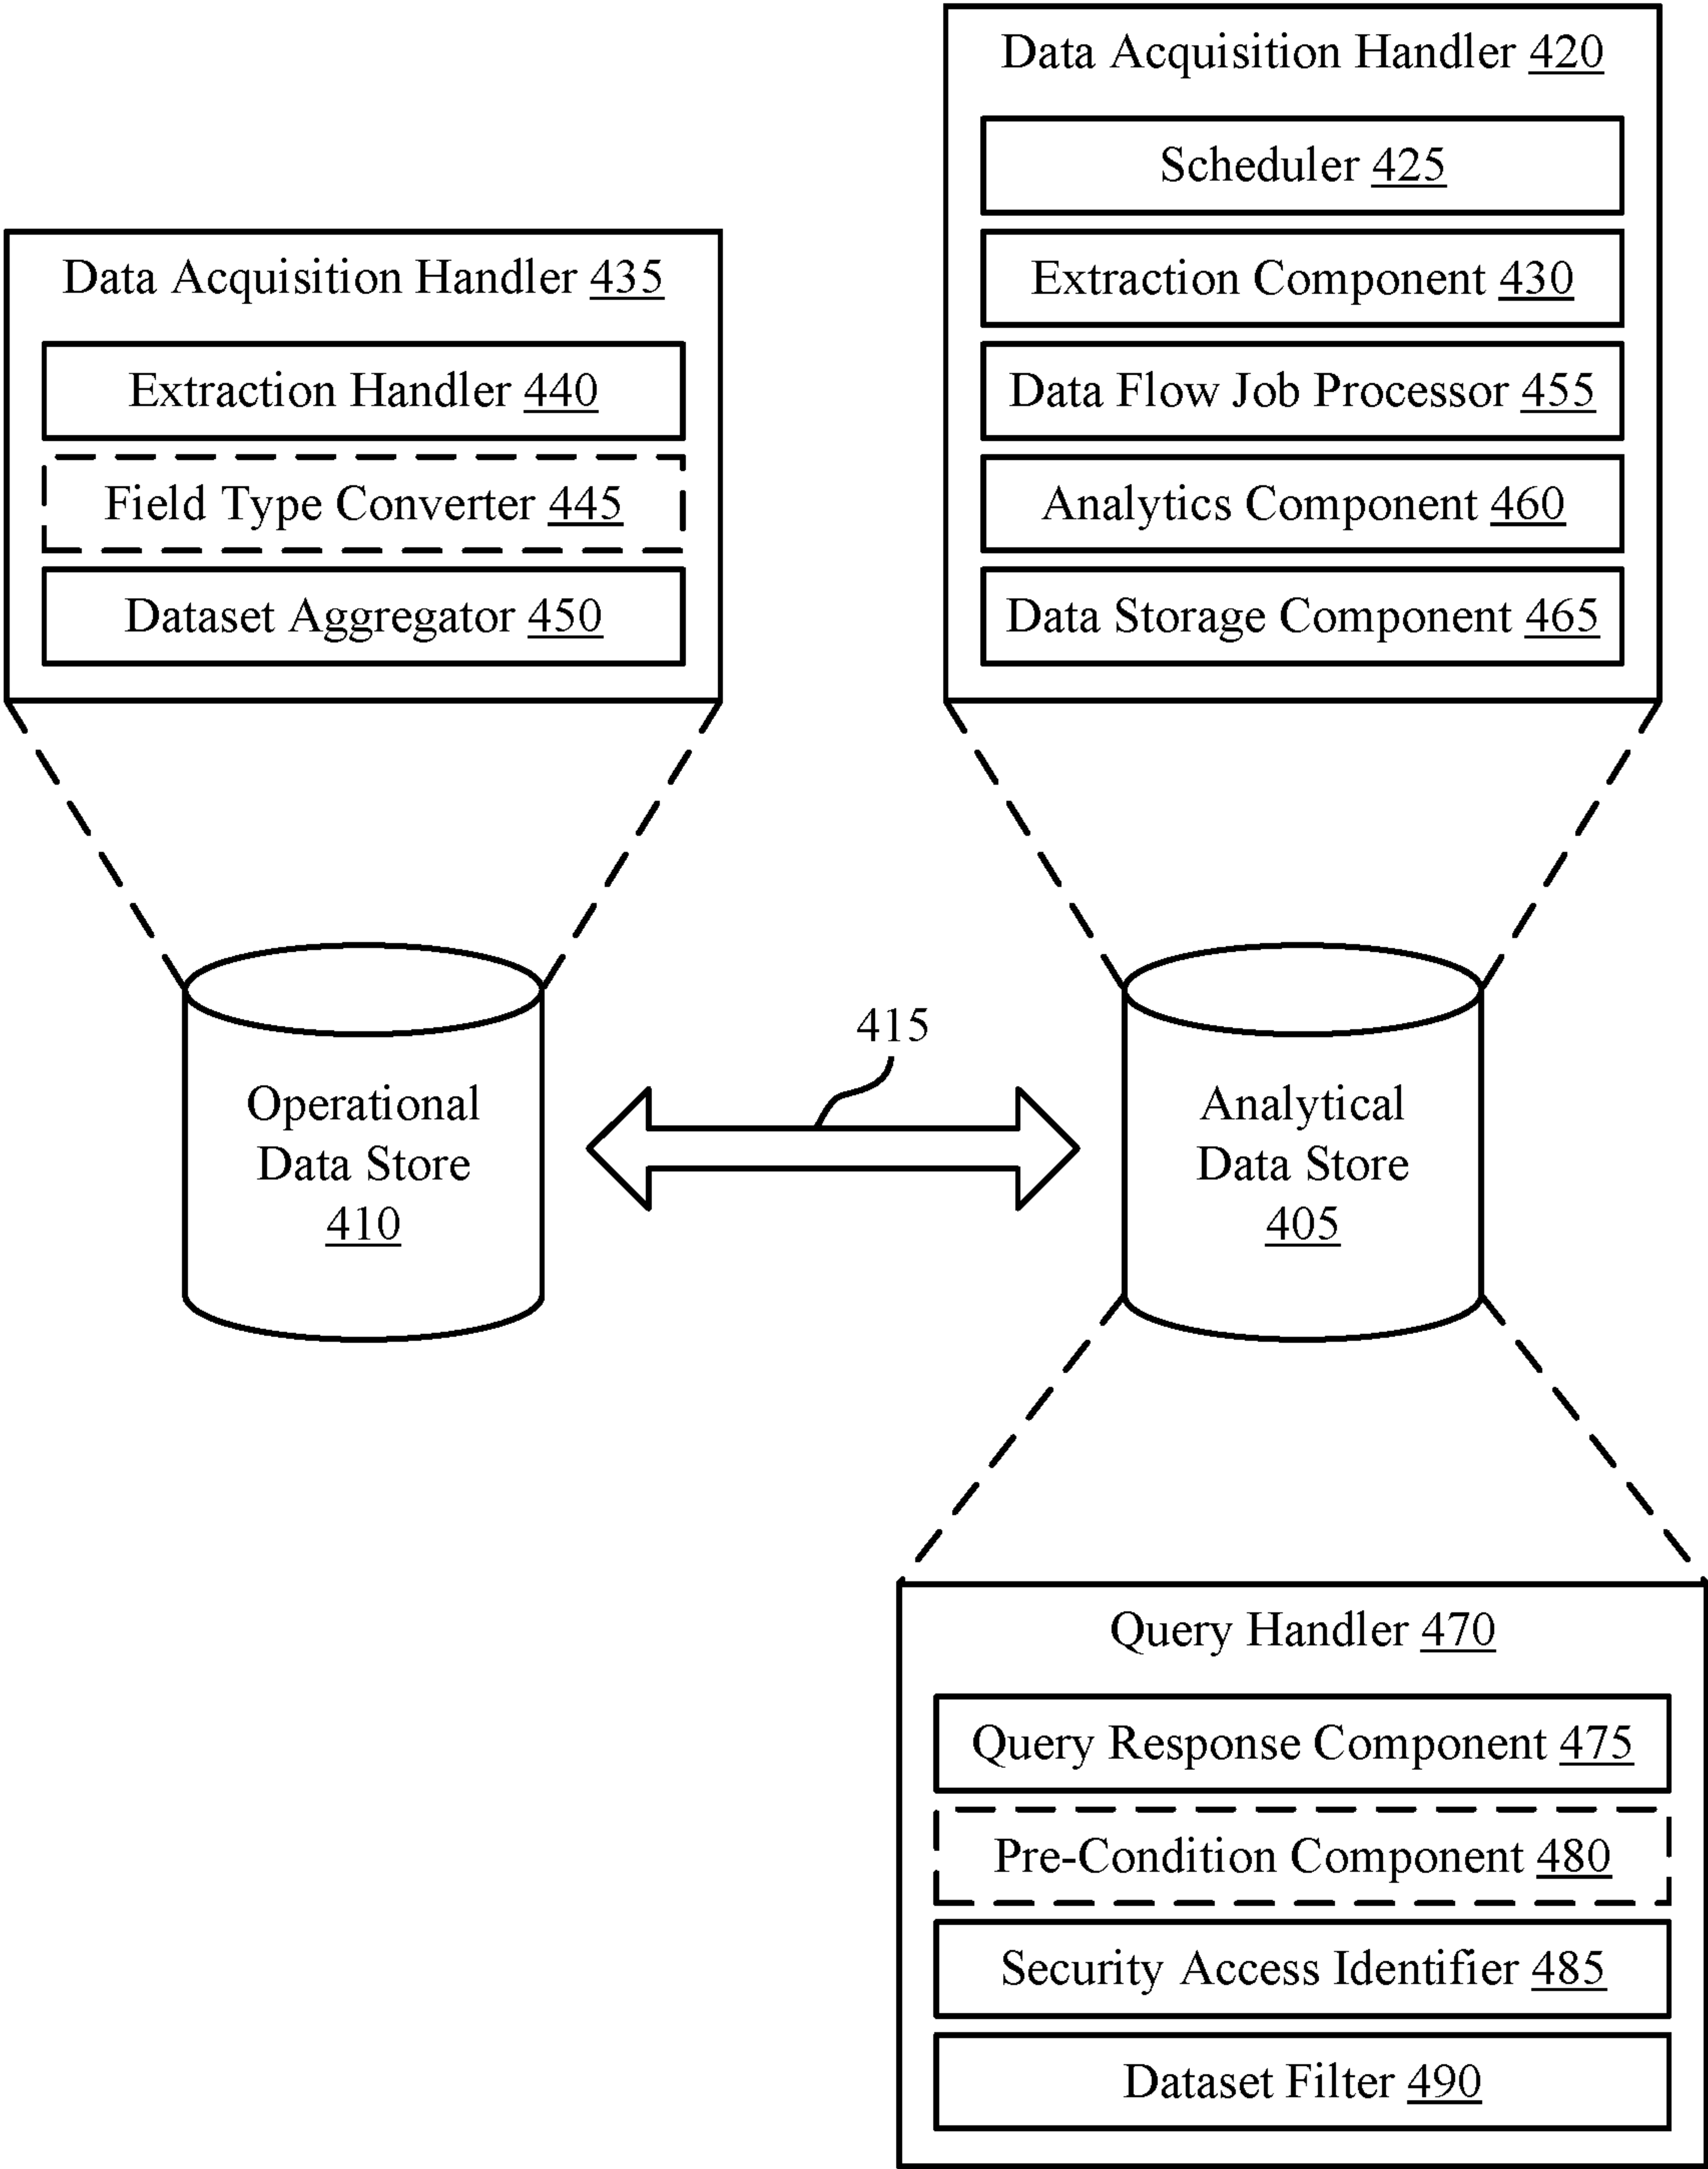 Data Acquisition Handler 420
Scheduler 425
Extraction Component 430
Data Flow Job Processor 455
Analytics Component 460
Data Storage Component 465
Data Acquisition Handler 435
Extraction Handler 440
Field Type Converter 445
Dataset Aggregator 450
Operational
Data Store
410
415
Analytical
Data Store
405
Query Handler 470
Query Response Component 475
Pre-Condition Component 480
Security Access Identifier 485
Dataset Filter 490